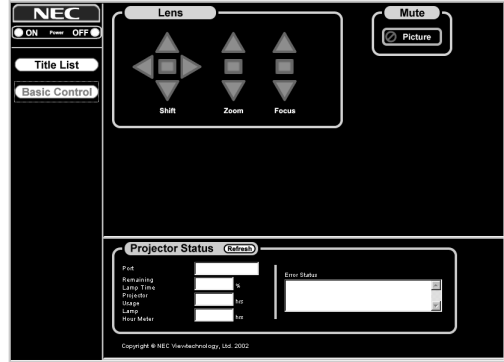 NEC
ON Power OFF
Title List
Basic Control
Lens
Shift Zoom Focus
Mute
Picture
Projector Status Refresh
Port
Remaining
Lamp Time %
Projector
Usage hrs
Lamp
Hour Meter hrs
Error Status
Copyright © NEC Viewtechnology, Ltd. 2002